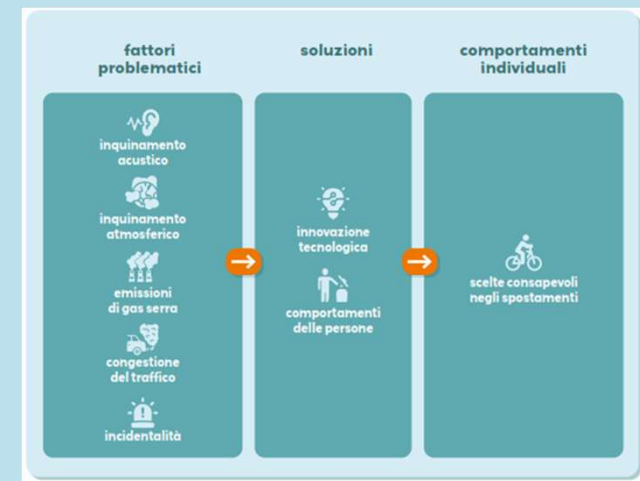 fattori
problematici
inquinamento
acustico
inquinamento
atmosferico
emissioni
di gas serra
congestione
del traffico
incidentalità
soluzioni
innovazione
tecnologica
comportamenti
delle persone
comportamenti
individuali
scelte consapevoli
negli spostamenti